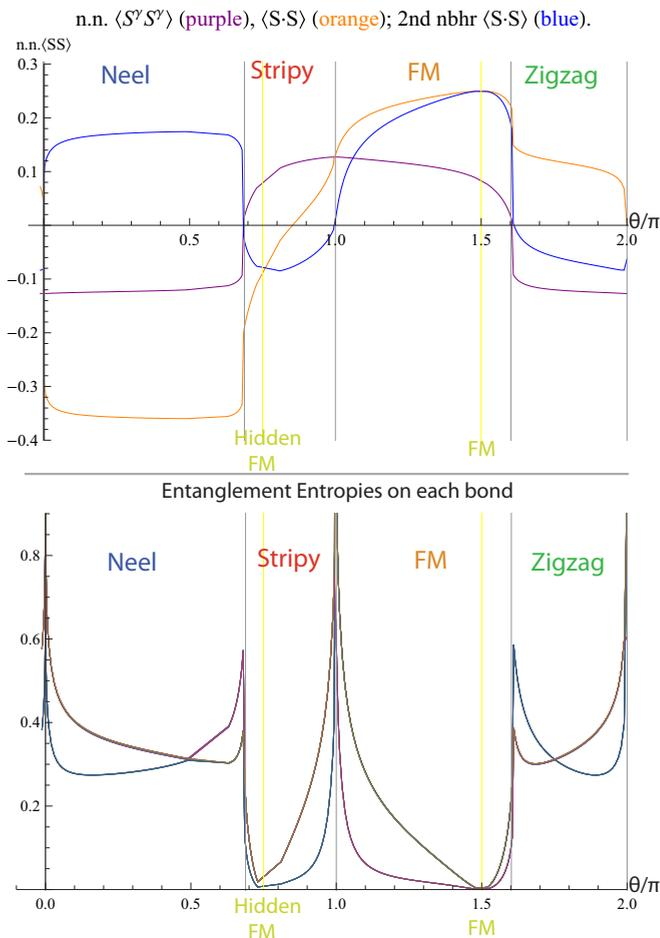 n.n. ⟨SᵞSᵞ⟩ (purple), ⟨S·S⟩ (orange); 2nd nbhr ⟨S·S⟩ (blue).
n.n.⟨SS⟩
0.3
Neel
Stripy
FM
Zigzag
0.2
0.1
θ/π
0.5
1.0
1.5
2.0
−0.1
−0.2
−0.3
−0.4
Hidden
FM
FM
Entanglement Entropies on each bond
0.8
Neel
Stripy
FM
Zigzag
0.6
0.4
0.2
θ/π
0.0
0.5
1.0
1.5
2.0
Hidden
FM
FM